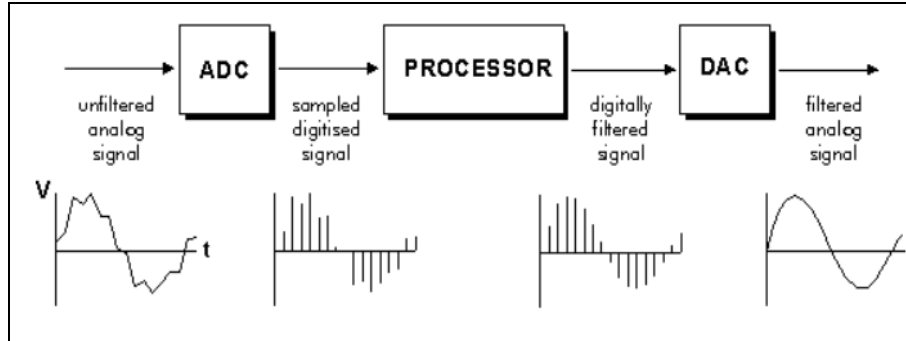 ADC
PROCESSOR
DAC
unfiltered
analog
signal
sampled
digitised
signal
digitally
filtered
signal
filtered
analog
signal
V
t